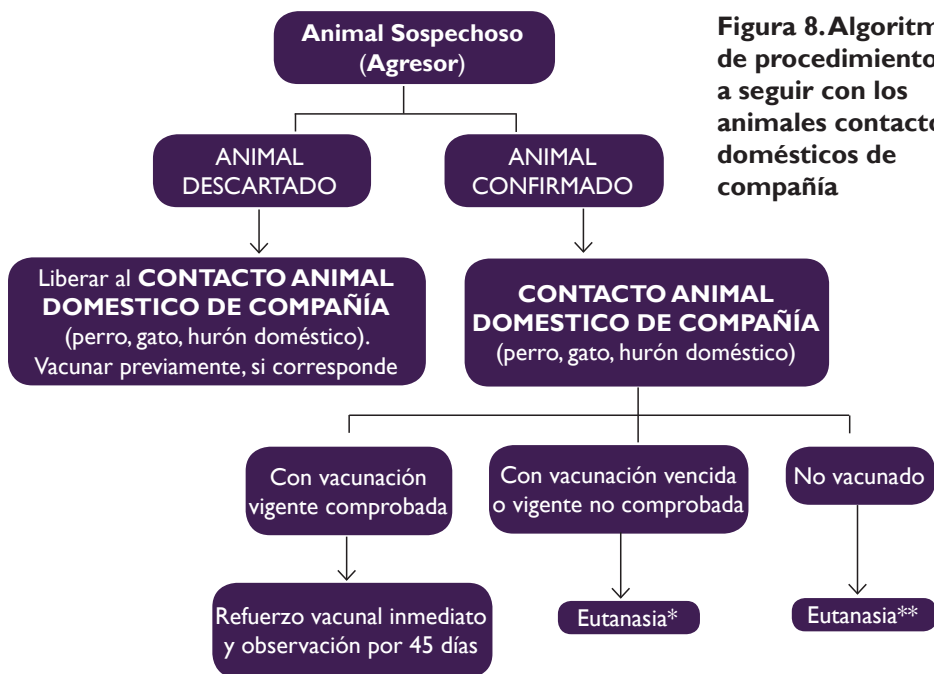 Animal Sospechoso
(Agresor)
Figura 8. Algoritm
de procedimiento
a seguir con los
animales contacto
domésticos de
compañía
ANIMAL
DESCARTADO
ANIMAL
CONFIRMADO
Liberar al CONTACTO ANIMAL
DOMESTICO DE COMPAÑÍA
(perro, gato, hurón doméstico).
Vacunar previamente, si corresponde
CONTACTO ANIMAL
DOMESTICO DE COMPAÑÍA
(perro, gato, hurón doméstico)
Con vacunación
vigente comprobada
Con vacunación vencida
o vigente no comprobada
No vacunado
Refuerzo vacunal inmediato
y observación por 45 días
Eutanasia*
Eutanasia**